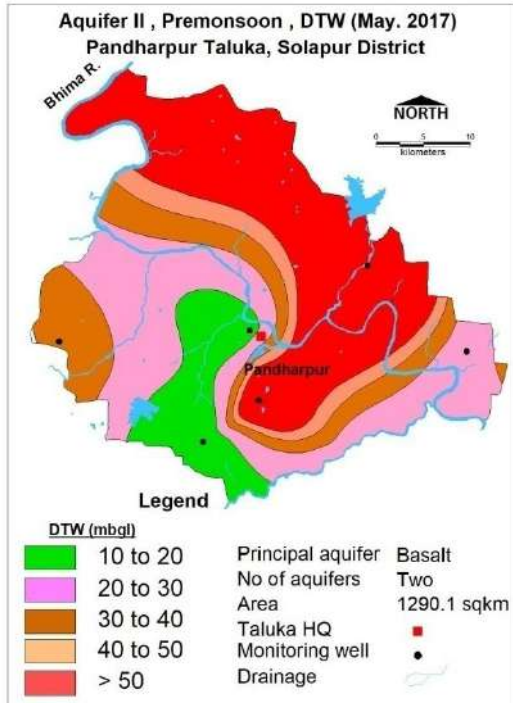 Aquifer II , Premonsoon , DTW (May. 2017)
Pandharpur Taluka, Solapur District
Bhima R.
NORTH
0 5 10
kilometers
Pandharpur
Legend
DTW (mbgl)
10 to 20
20 to 30
30 to 40
40 to 50
> 50
Principal aquifer Basalt
No of aquifers Two
Area 1290.1 sqkm
Taluka HQ
Monitoring well
Drainage